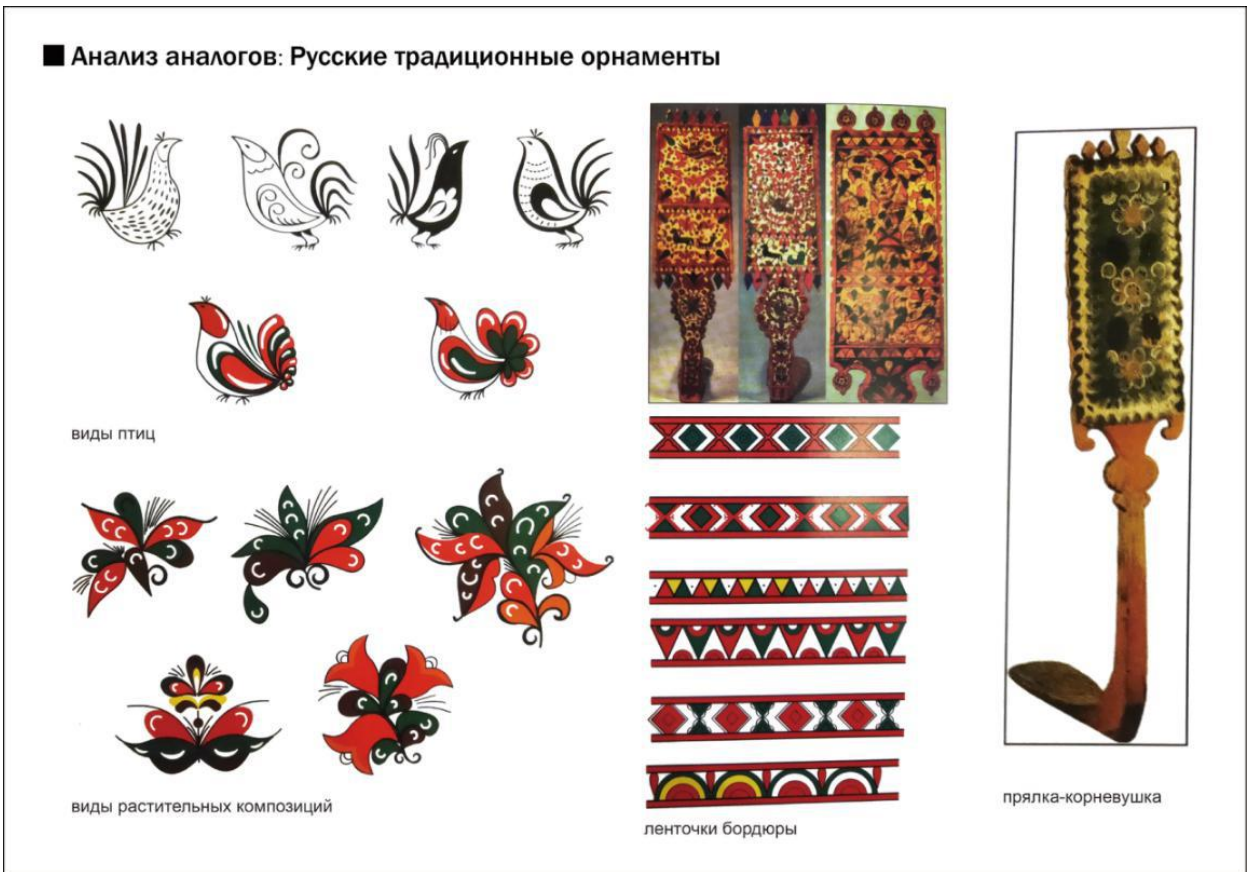 Анализ аналогов: Русские традиционные орнаменты
виды птиц
виды растительных композиций
ленточки бордюры
прялка-корневушка